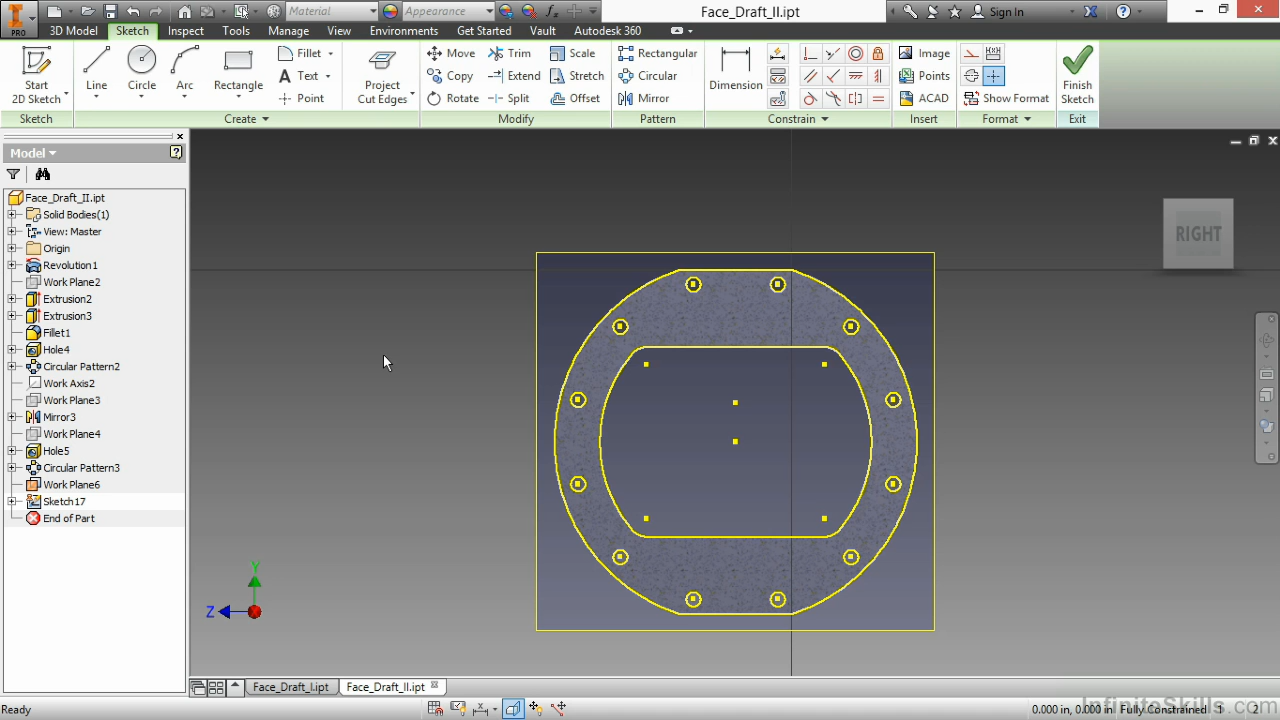 Material
Appearance
Face_Draft_II.ipt
Sign In
PRO
3D Model
Sketch
Inspect
Tools
Manage
View
Environments
Get Started
Vault
Autodesk 360
Start
2D Sketch
Line
Circle
Arc
Rectangle
Fillet
Text
Point
Project
Cut Edges
Move
Copy
Rotate
Trim
Extend
Split
Scale
Stretch
Offset
Rectangular
Circular
Mirror
Dimension
Image
Points
ACAD
Show Format
Finish
Sketch
Sketch
Create
Modify
Pattern
Constrain
Insert
Format
Exit
Model
Face_Draft_II.ipt
Solid Bodies(1)
View: Master
Origin
Revolution1
Work Plane2
Extrusion2
Extrusion3
Fillet1
Hole4
Circular Pattern2
Work Axis2
Work Plane3
Mirror3
Work Plane4
Hole5
Circular Pattern3
Work Plane6
Sketch17
End of Part
RIGHT
Y
Z
Face_Draft_I.ipt
Face_Draft_II.ipt
Ready
0.000 in, 0.000 in
Fully Constrained
1
2
InfiniteSkills.com